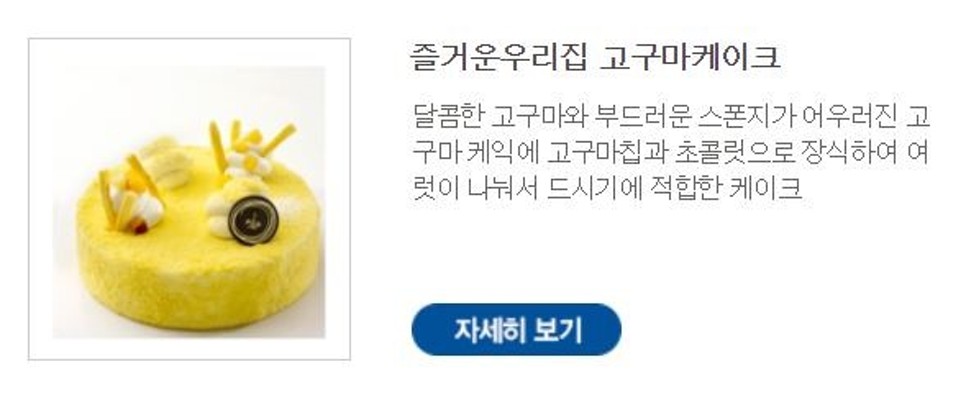 즐거운우리집 고구마케이크
달콤한 고구마와 부드러운 스폰지가 어우러진 고
구마 케익에 고구마칩과 초콜릿으로 장식하여 여
럿이 나눠서 드시기에 적합한 케이크
자세히 보기